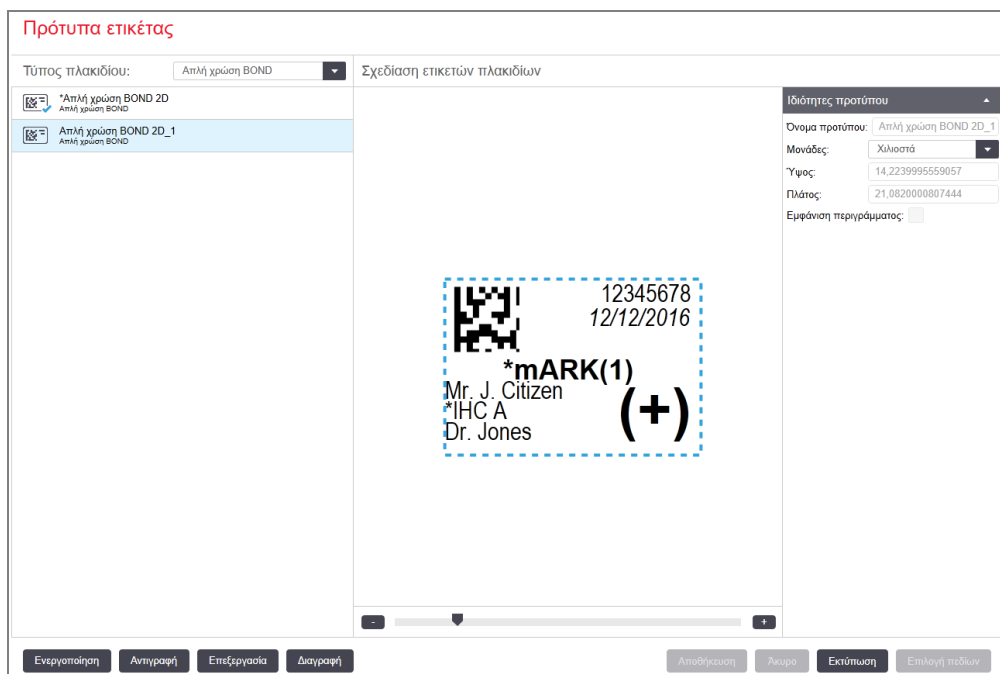 Πρότυπα ετικέτας
Τύπος πλακιδίου:
Απλή χρώση BOND
Σχεδίαση ετικετών πλακιδίων
*Απλή χρώση BOND 2D
Απλή χρώση BOND
Απλή χρώση BOND 2D_1
Απλή χρώση BOND
Ιδιότητες προτύπου
Όνομα προτύπου: Απλή χρώση BOND 2D_1
Μονάδες: Χιλιοστά
Ύψος: 14,2239995559057
Πλάτος: 21,0820000807444
Εμφάνιση περιγράμματος:
12345678
12/12/2016
*mARK(1)
Mr. J. Citizen
*IHC A
(+)
Dr. Jones
- +
Ενεργοποίηση Αντιγραφή Επεξεργασία Διαγραφή Αποθήκευση Άκυρο Εκτύπωση Επιλογή πεδίων